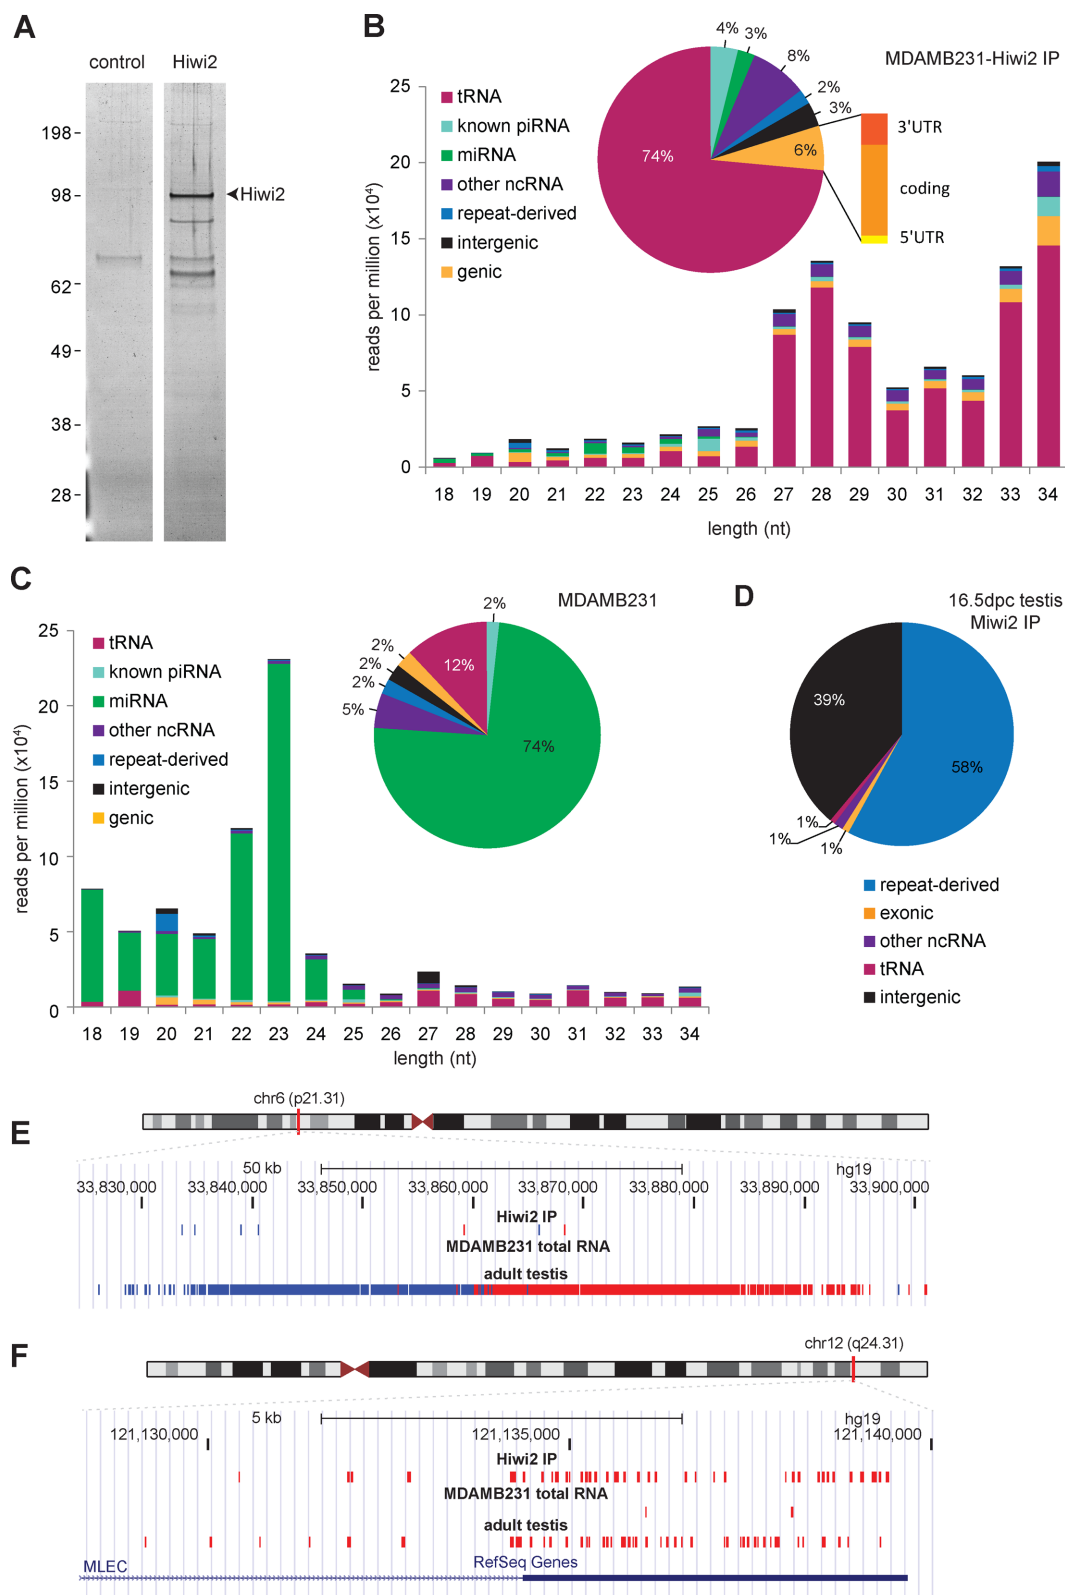 A
control
Hiwi2
198
98
Hiwi2
62
49
38
28
B
MDAMB231-Hiwi2 IP
reads per million (x10⁴)
25
20
15
10
5
0
tRNA
known piRNA
miRNA
other ncRNA
repeat-derived
intergenic
genic
4%
3%
8%
2%
3%
6%
74%
3'UTR
coding
5'UTR
18 19 20 21 22 23 24 25 26 27 28 29 30 31 32 33 34
length (nt)
C
MDAMB231
reads per million (x10⁴)
25
20
15
10
5
0
tRNA
known piRNA
miRNA
other ncRNA
repeat-derived
intergenic
genic
2%
12%
2%
2%
2%
5%
74%
18 19 20 21 22 23 24 25 26 27 28 29 30 31 32 33 34
length (nt)
D
16.5dpc testis
Miwi2 IP
39%
58%
1%
1%
1%
repeat-derived
exonic
other ncRNA
tRNA
intergenic
E
chr6 (p21.31)
50 kb
hg19
33,830,000 33,840,000 33,850,000 33,860,000 33,870,000 33,880,000 33,890,000 33,900,000
Hiwi2 IP
MDAMB231 total RNA
adult testis
F
chr12 (q24.31)
5 kb
hg19
121,130,000 121,135,000 121,140,000
Hiwi2 IP
MDAMB231 total RNA
adult testis
RefSeq Genes
MLEC